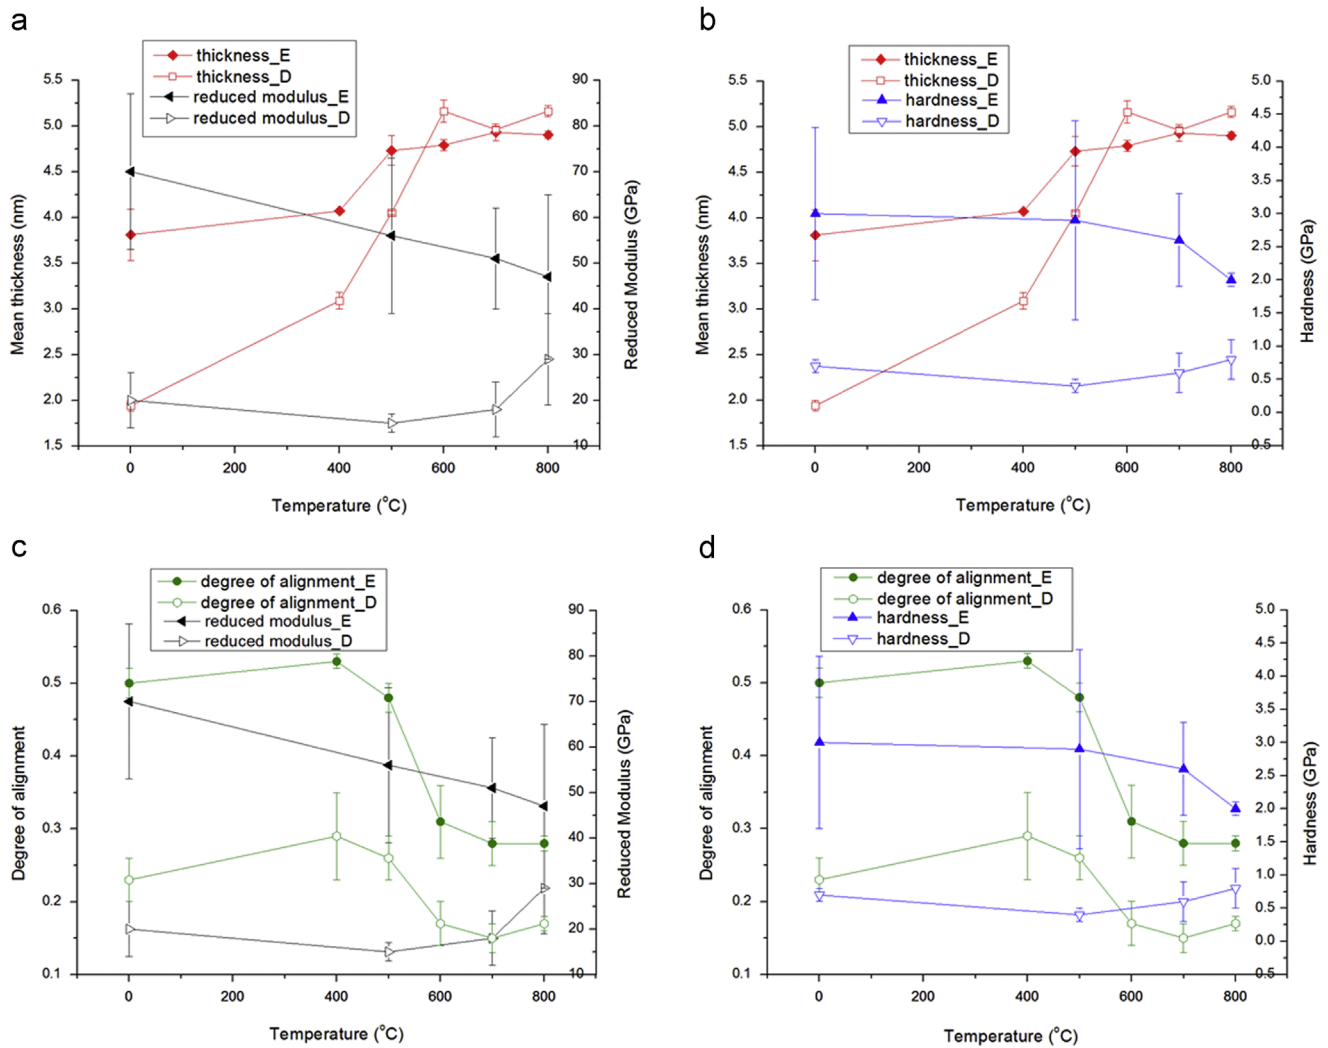 a
thickness_E
thickness_D
reduced modulus_E
reduced modulus_D
5.5
5.0
4.5
4.0
3.5
3.0
2.5
2.0
1.5
Mean thickness (nm)
90
80
70
60
50
40
30
20
10
Reduced Modulus (GPa)
0 200 400 600 800
Temperature (°C)
b
thickness_E
thickness_D
hardness_E
hardness_D
5.5
5.0
4.5
4.0
3.5
3.0
2.5
2.0
1.5
Mean thickness (nm)
5.0
4.5
4.0
3.5
3.0
2.5
2.0
1.5
1.0
0.5
0.0
0.5
Hardness (GPa)
0 200 400 600 800
Temperature (°C)
c
degree of alignment_E
degree of alignment_D
reduced modulus_E
reduced modulus_D
0.6
0.5
0.4
0.3
0.2
0.1
Degree of alignment
90
80
70
60
50
40
30
20
10
Reduced Modulus (GPa)
0 200 400 600 800
Temperature (°C)
d
degree of alignment_E
degree of alignment_D
hardness_E
hardness_D
0.6
0.5
0.4
0.3
0.2
0.1
Degree of alignment
5.0
4.5
4.0
3.5
3.0
2.5
2.0
1.5
1.0
0.5
0.0
0.5
Hardness (GPa)
0 200 400 600 800
Temperature (°C)